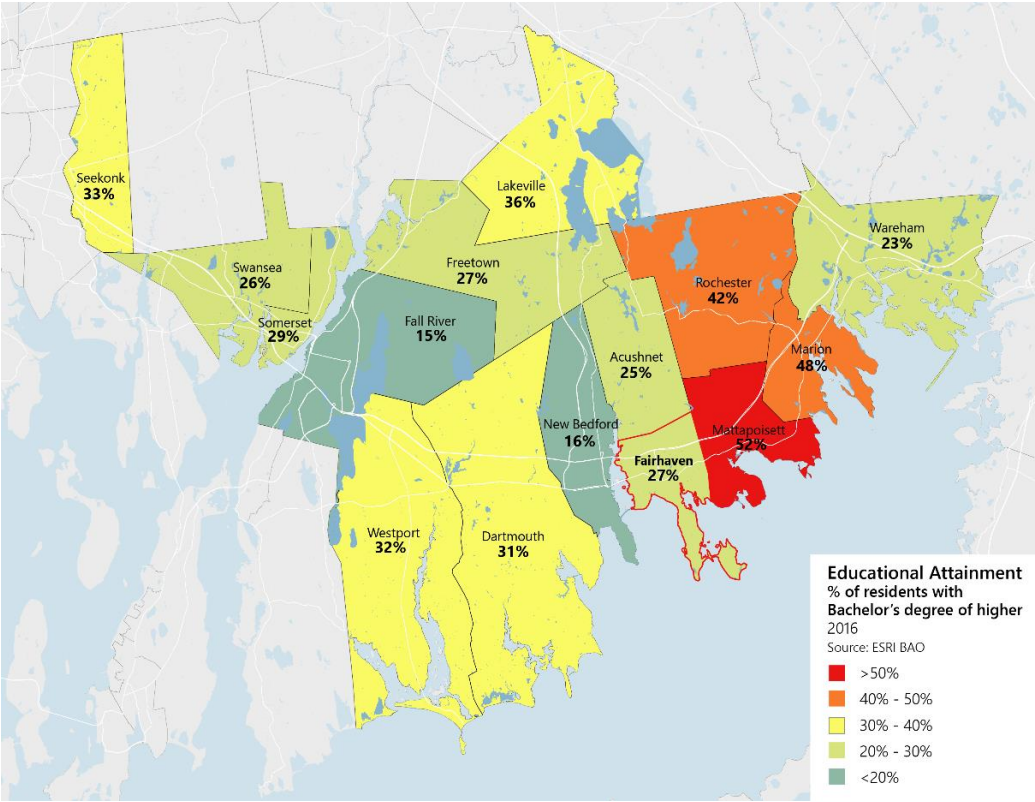 Seekonk
33%
Lakeville
36%
Wareham
23%
Swansea
26%
Freetown
27%
Rochester
42%
Somerset
29%
Fall River
15%
Marion
48%
Acushnet
25%
New Bedford
16%
Mattapoisett
52%
Fairhaven
27%
Westport
32%
Dartmouth
31%
Educational Attainment
% of residents with
Bachelor's degree of higher
2016
Source: ESRI BAO
>50%
40% - 50%
30% - 40%
20% - 30%
<20%